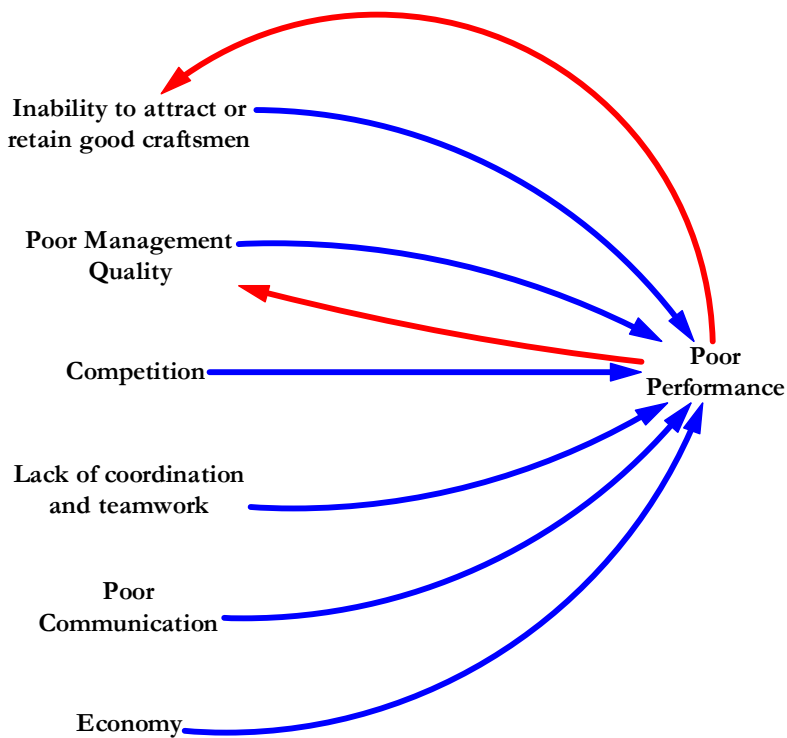 Inability to attract or
retain good craftsmen
Poor Management
Quality
Competition
Poor
Performance
Lack of coordination
and teamwork
Poor
Communication
Economy